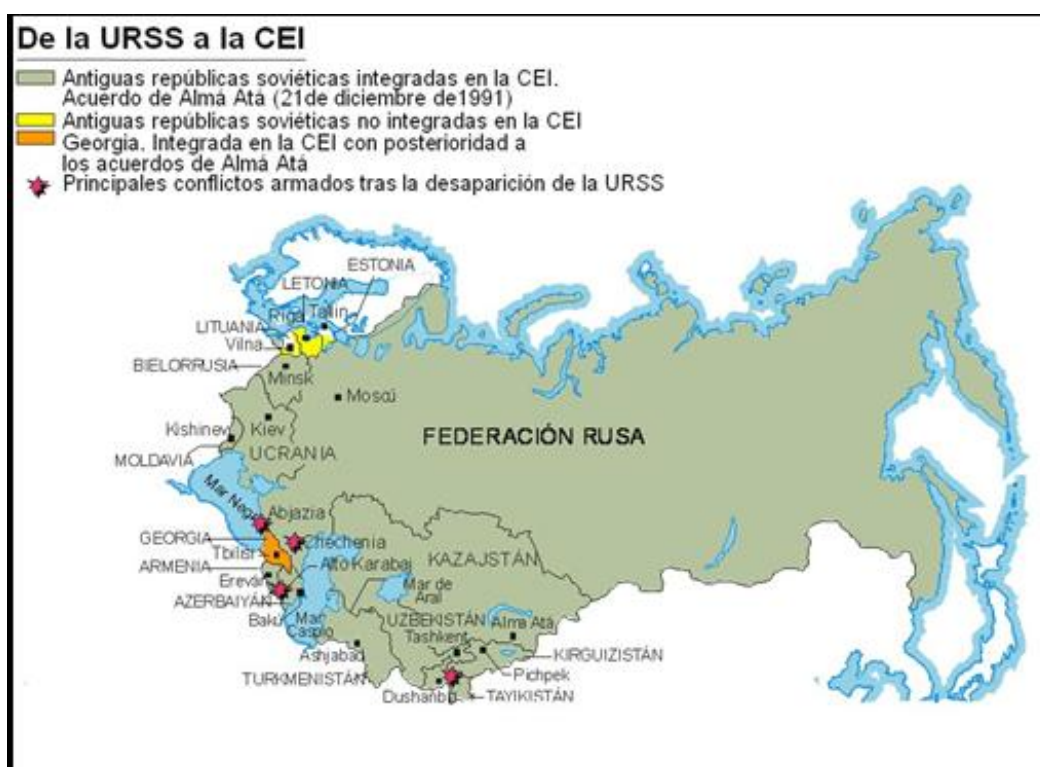 De la URSS a la CEI
Antiguas repúblicas soviéticas integradas en la CEI.
Acuerdo de Almá Atá (21de diciembre de1991)
Antiguas repúblicas soviéticas no integradas en la CEI
Georgia. Integrada en la CEI con posterioridad a
los acuerdos de Almá Atá
Principales conflictos armados tras la desaparición de la URSS
ESTONIA
LETONIA
Riga
Tallin
LITUANIA
Vilna
BIELORRUSIA
Minsk
Moscú
Kishinev
Kiev
FEDERACIÓN RUSA
UCRANIA
MOLDAVIA
Mar Negro
Abjazia
GEORGIA
Chechenia
Tbilisi
KAZAJSTÁN
ARMENIA
Alto Karabaj
Ereván
Mar de
Aral
AZERBAIYÁN
Bakú
Mar
Caspio
UZBEKISTÁN
Alma Atá
Tashkent
Ashjabad
KIRGUIZISTÁN
TURKMENISTÁN
Pichpek
Dushanbe
TAYIKISTÁN